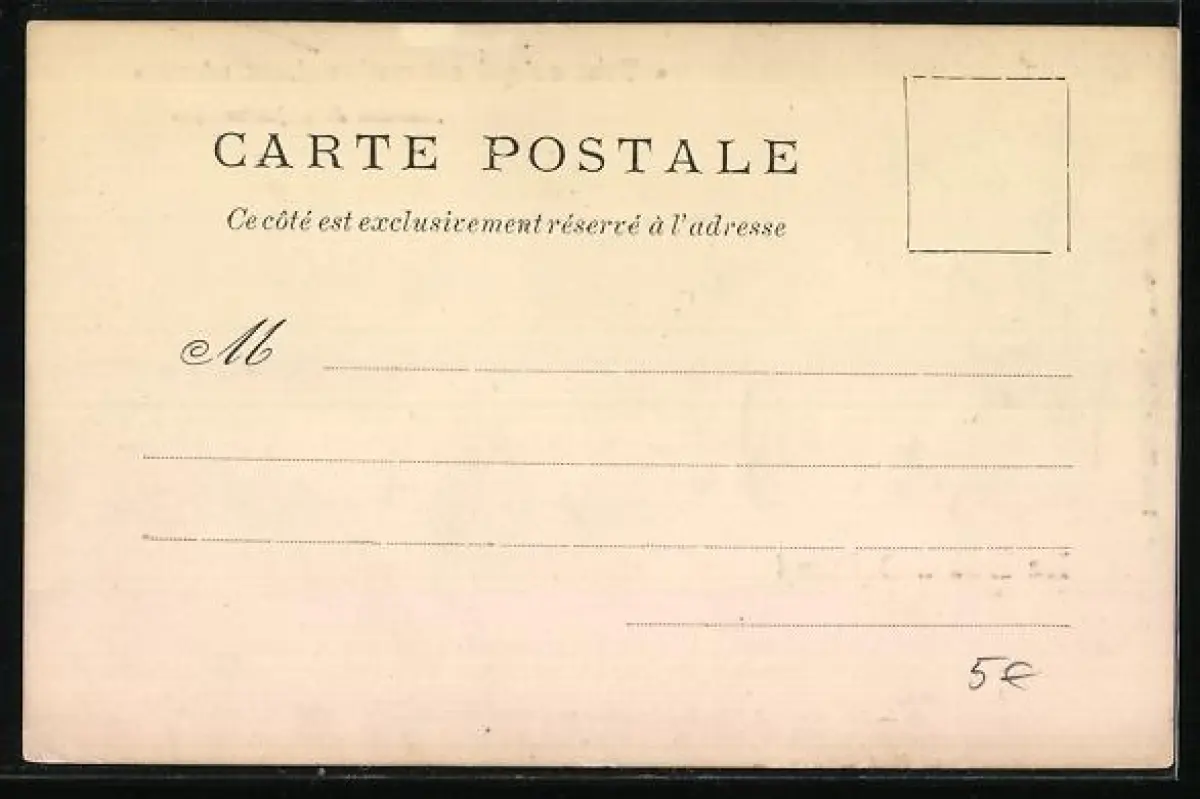 CARTE POSTALE
Ce côté est exclusivement réservé à l'adresse
M
5€